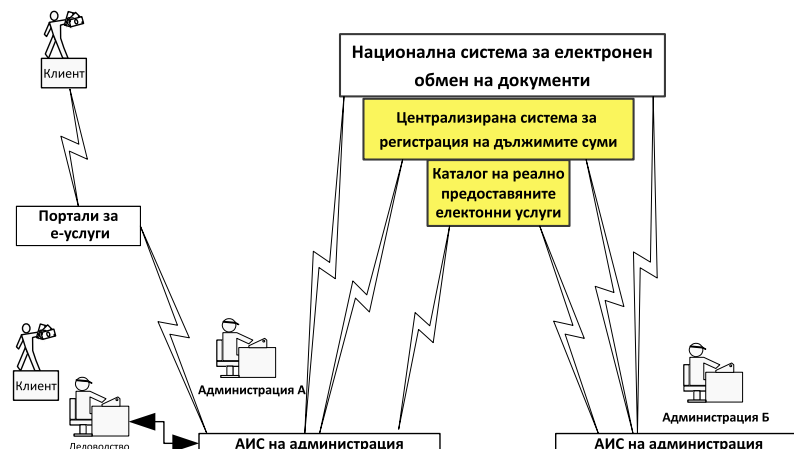 Клиент
Национална система за електронен
обмен на документи
Централизирана система за
регистрация на дължимите суми
Каталог на реално
предоставяните
електонни услуги
Портали за
е-услуги
Клиент
Администрация А
Администрация Б
Деловодство
АИС на администрация
АИС на администрация